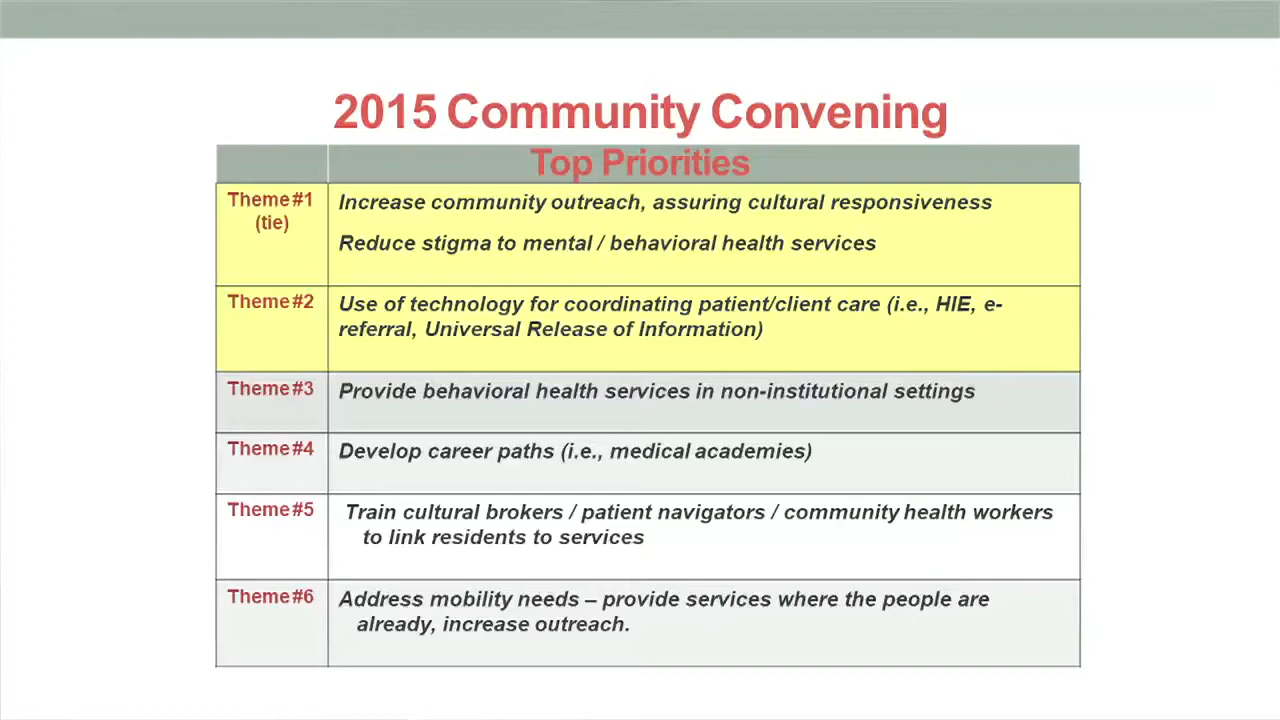 2015 Community Convening
Top Priorities
Theme #1
(tie)
Increase community outreach, assuring cultural responsiveness
Reduce stigma to mental / behavioral health services
Theme #2
Use of technology for coordinating patient/client care (i.e., HIE, e-
referral, Universal Release of Information)
Theme #3
Provide behavioral health services in non-institutional settings
Theme #4
Develop career paths (i.e., medical academies)
Theme #5
Train cultural brokers / patient navigators / community health workers
to link residents to services
Theme #6
Address mobility needs – provide services where the people are
already, increase outreach.